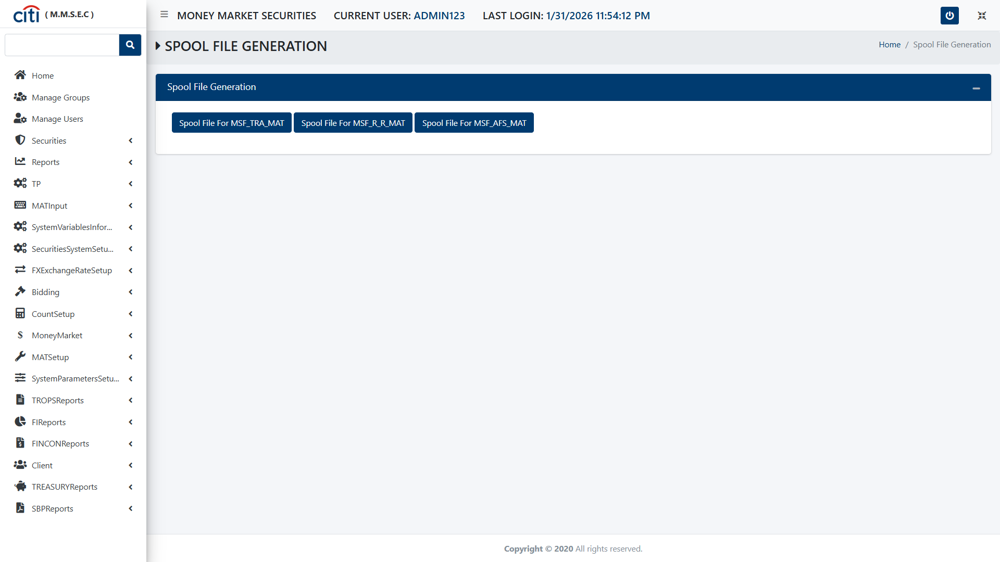 citi ( M.M.S.E.C )
MONEY MARKET SECURITIES CURRENT USER: ADMIN123 LAST LOGIN: 1/31/2026 11:54:12 PM
SPOOL FILE GENERATION
Home / Spool File Generation
Spool File Generation
Spool File For MSF_TRA_MAT Spool File For MSF_R_R_MAT Spool File For MSF_AFS_MAT
Home
Manage Groups
Manage Users
Securities
Reports
TP
MATInput
SystemVariablesInfor...
SecuritiesSystemSetu...
FXExchangeRateSetup
Bidding
CountSetup
MoneyMarket
MATSetup
SystemParametersSetu...
TROPSReports
FIReports
FINCONReports
Client
TREASURYReports
SBPReports
Copyright © 2020 All rights reserved.